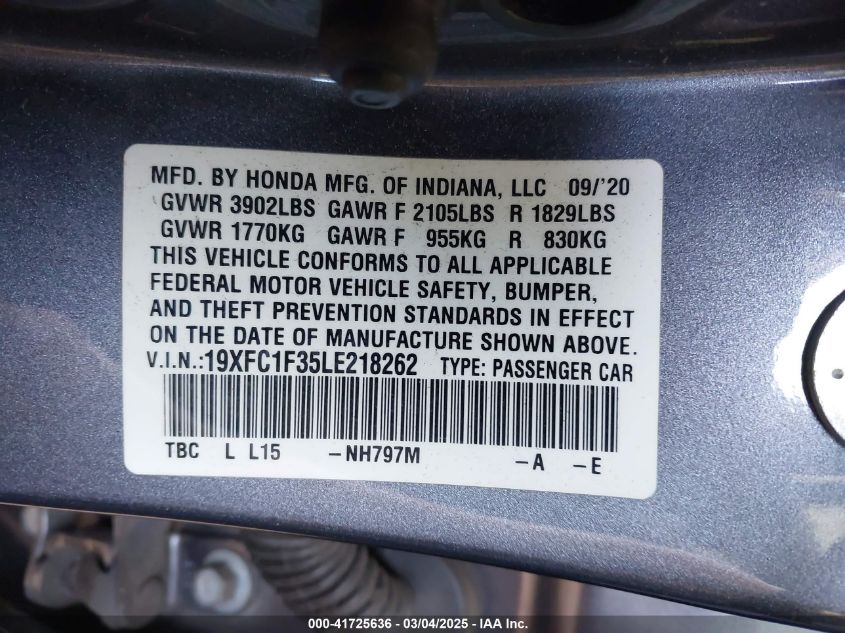 MFD. BY HONDA MFG. OF INDIANA, LLC 09/'20
GVWR 3902LBS GAWR F 2105LBS R 1829LBS
GVWR 1770KG GAWR F 955KG R 830KG
THIS VEHICLE CONFORMS TO ALL APPLICABLE
FEDERAL MOTOR VEHICLE SAFETY, BUMPER,
AND THEFT PREVENTION STANDARDS IN EFFECT
ON THE DATE OF MANUFACTURE SHOWN ABOVE.
V.I.N.:19XFC1F35LE218262 TYPE: PASSENGER CAR
TBC L L15 -NH797M -A -E
000-41725636 - 03/04/2025 - IAA Inc.